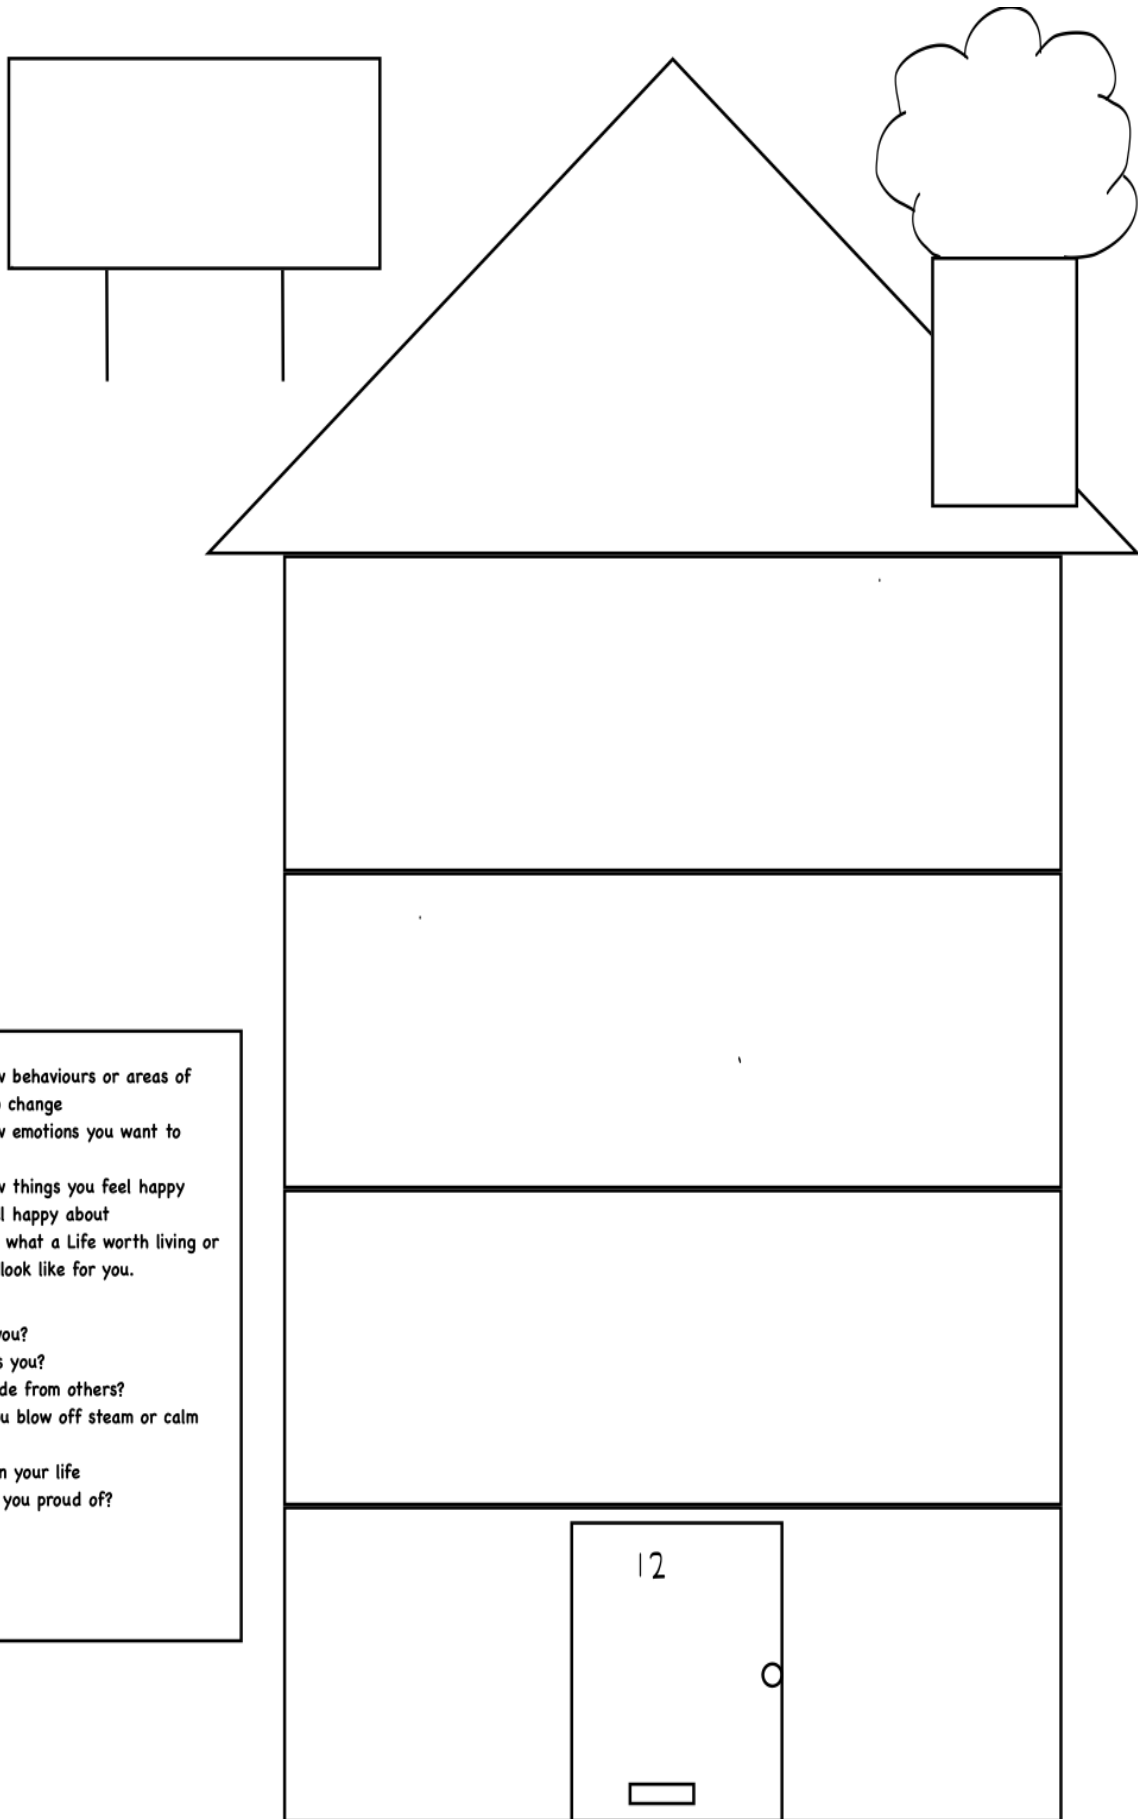 behaviours or areas of
change
emotions you want to
things you feel happy
happy about
what a Life worth living or
look like for you.
you?
you?
from others?
blow off steam or calm
your life
you proud of?
12